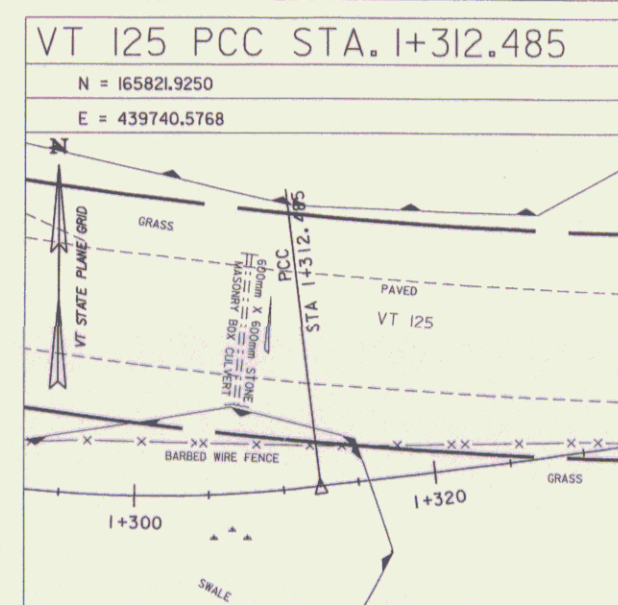 VT 125 PCC STA. 1+312.485
N = 165821.9250
E = 439740.5768
N
VT STATE PLANE/GRID
GRASS
600mm X 600mm STONE
MASONRY BOX CULVERT
PCC
STA 1+312.485
PAVED
VT 125
BARBED WIRE FENCE
GRASS
1+300
1+320
SWALE